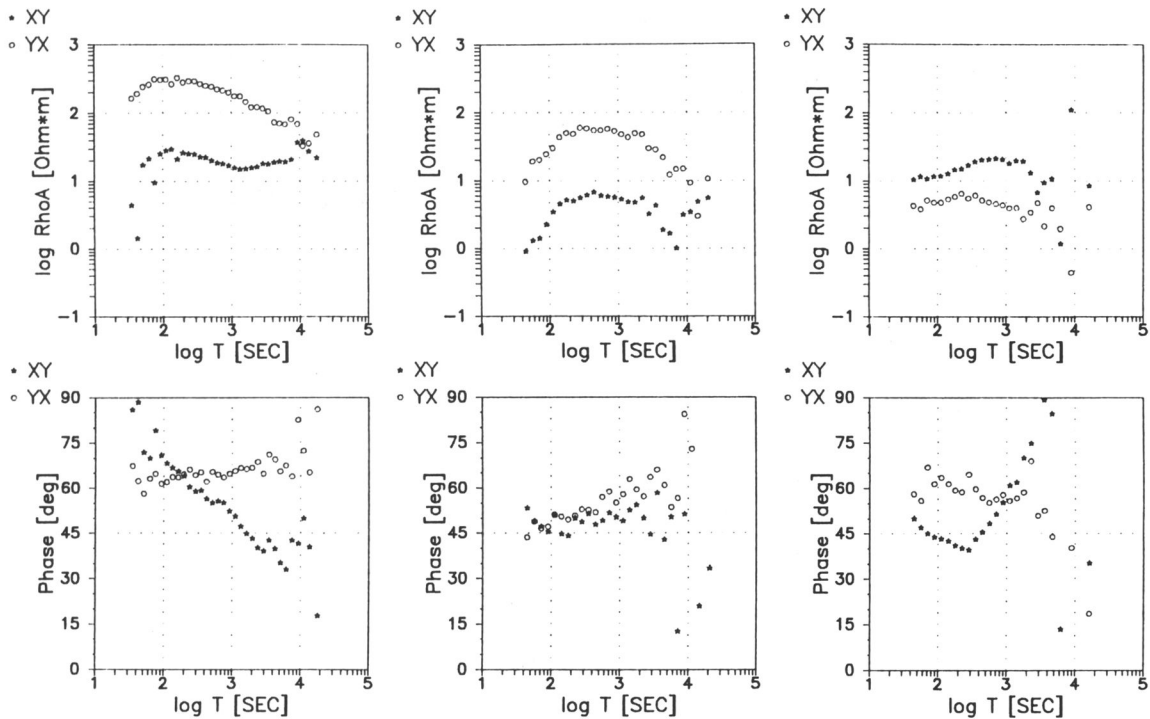 ★ XY
○ YX
3
2
1
0
−1
log RhoA [Ohm*m]
1 2 3 4 5
log T [SEC]
★ XY
○ YX
3
2
1
0
−1
log RhoA [Ohm*m]
1 2 3 4 5
log T [SEC]
★ XY
○ YX
3
2
1
0
−1
log RhoA [Ohm*m]
1 2 3 4 5
log T [SEC]
★ XY
○ YX
90
75
60
45
30
15
0
Phase [deg]
1 2 3 4 5
log T [SEC]
★ XY
○ YX
90
75
60
45
30
15
0
Phase [deg]
1 2 3 4 5
log T [SEC]
★ XY
○ YX
90
75
60
45
30
15
0
Phase [deg]
1 2 3 4 5
log T [SEC]